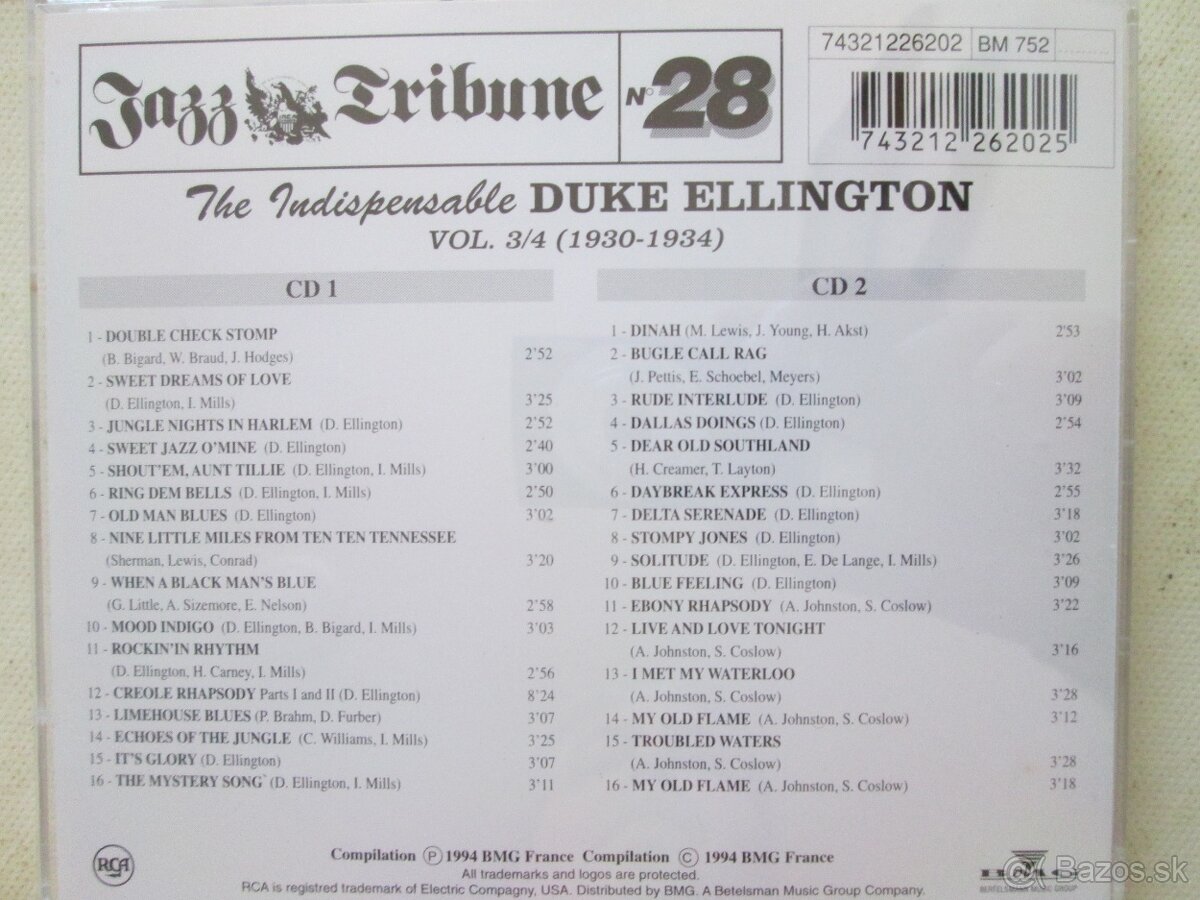 Jazz Tribune N° 28
74321226202 BM 752
743212 262025
The Indispensable DUKE ELLINGTON
VOL. 3/4 (1930-1934)
CD 1
1 - DOUBLE CHECK STOMP
(B. Bigard, W. Braud, J. Hodges) 2'52
2 - SWEET DREAMS OF LOVE
(D. Ellington, I. Mills) 3'25
3 - JUNGLE NIGHTS IN HARLEM (D. Ellington) 2'52
4 - SWEET JAZZ O'MINE (D. Ellington) 2'40
5 - SHOUT'EM, AUNT TILLIE (D. Ellington, I. Mills) 3'00
6 - RING DEM BELLS (D. Ellington, I. Mills) 2'50
7 - OLD MAN BLUES (D. Ellington) 3'02
8 - NINE LITTLE MILES FROM TEN TEN TENNESSEE
(Sherman, Lewis, Conrad) 3'20
9 - WHEN A BLACK MAN'S BLUE
(G. Little, A. Sizemore, E. Nelson) 2'58
10 - MOOD INDIGO (D. Ellington, B. Bigard, I. Mills) 3'03
11 - ROCKIN'IN RHYTHM
(D. Ellington, H. Carney, I. Mills) 2'56
12 - CREOLE RHAPSODY Parts I and II (D. Ellington) 8'24
13 - LIMEHOUSE BLUES (P. Brahm, D. Furber) 3'07
14 - ECHOES OF THE JUNGLE (C. Williams, I. Mills) 3'25
15 - IT'S GLORY (D. Ellington) 3'07
16 - THE MYSTERY SONG (D. Ellington, I. Mills) 3'11
CD 2
1 - DINAH (M. Lewis, J. Young, H. Akst) 2'53
2 - BUGLE CALL RAG
(J. Pettis, E. Schoebel, Meyers) 3'02
3 - RUDE INTERLUDE (D. Ellington) 3'09
4 - DALLAS DOINGS (D. Ellington) 2'54
5 - DEAR OLD SOUTHLAND
(H. Creamer, T. Layton) 3'32
6 - DAYBREAK EXPRESS (D. Ellington) 2'55
7 - DELTA SERENADE (D. Ellington) 3'18
8 - STOMPY JONES (D. Ellington) 3'02
9 - SOLITUDE (D. Ellington, E. De Lange, I. Mills) 3'26
10 - BLUE FEELING (D. Ellington) 3'09
11 - EBONY RHAPSODY (A. Johnston, S. Coslow) 3'22
12 - LIVE AND LOVE TONIGHT
(A. Johnston, S. Coslow) 3'16
13 - I MET MY WATERLOO
(A. Johnston, S. Coslow) 3'28
14 - MY OLD FLAME (A. Johnston, S. Coslow) 3'12
15 - TROUBLED WATERS
(A. Johnston, S. Coslow) 3'28
16 - MY OLD FLAME (A. Johnston, S. Coslow) 3'18
RCA
Compilation Ⓟ 1994 BMG France Compilation © 1994 BMG France
All trademarks and logos are protected.
RCA is registred trademark of Electric Compagny, USA. Distributed by BMG. A Betelsman Music Group Company.
BERTELSMANN MUSIC GROUP
Bazos.sk